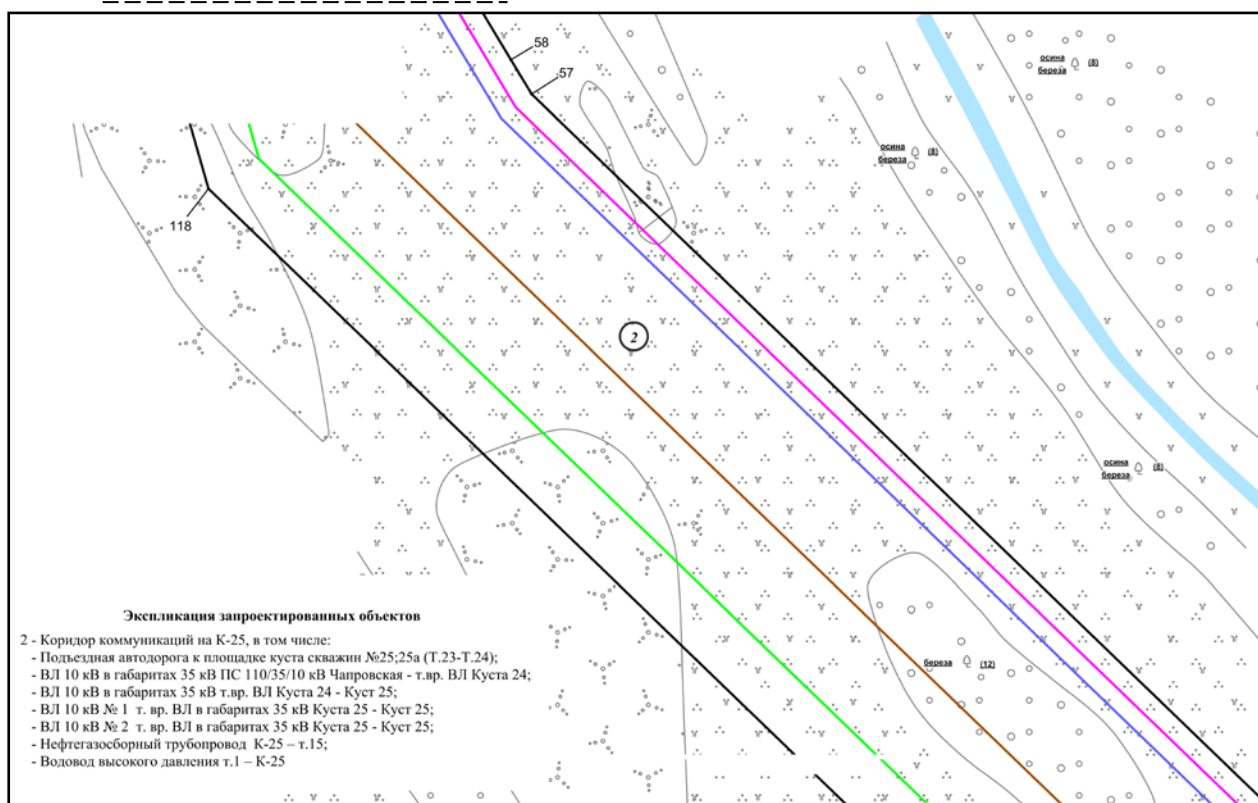 58
57
118
осина (8)
береза
осина (8)
береза
2
осина (8)
береза
береза (12)
Экспликация запроектированных объектов
2 - Коридор коммуникаций на К-25, в том числе:
- Подъездная автодорога к площадке куста скважин №25;25а (Т.23-Т.24);
- ВЛ 10 кВ в габаритах 35 кВ ПС 110/35/10 кВ Чапровская - т.вр. ВЛ Куста 24;
- ВЛ 10 кВ в габаритах 35 кВ т.вр. ВЛ Куста 24 - Куст 25;
- ВЛ 10 кВ № 1 т. вр. ВЛ в габаритах 35 кВ Куста 25 - Куст 25;
- ВЛ 10 кВ № 2 т. вр. ВЛ в габаритах 35 кВ Куста 25 - Куст 25;
- Нефтегазосборный трубопровод К-25 – т.15;
- Водовод высокого давления т.1 – К-25